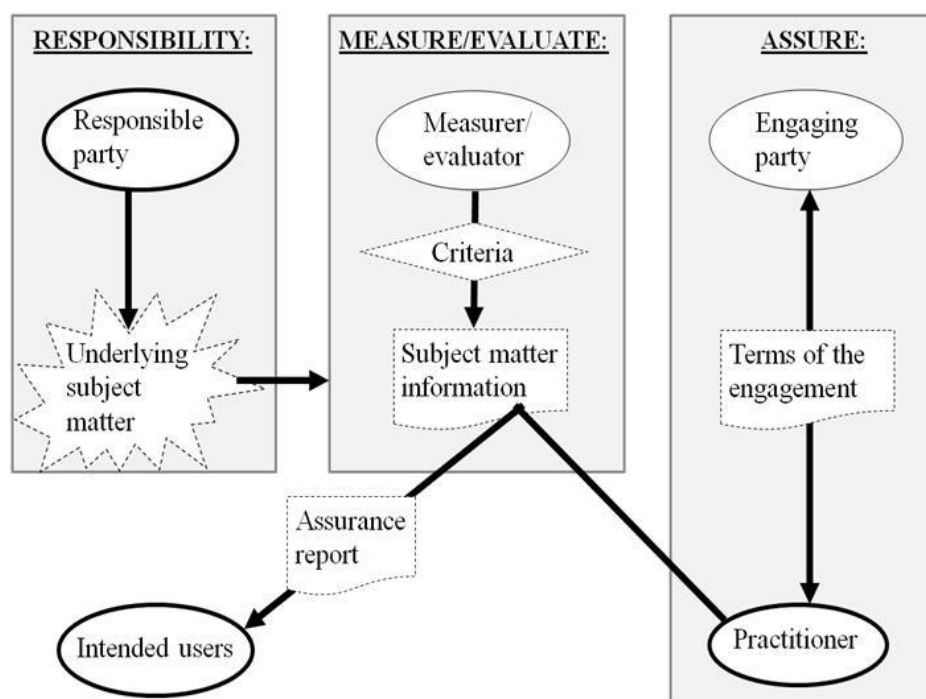 RESPONSIBILITY:
MEASURE/EVALUATE:
ASSURE:
Responsible
party
Measurer/
evaluator
Engaging
party
Criteria
Underlying
subject
matter
Subject matter
information
Terms of the
engagement
Assurance
report
Intended users
Practitioner